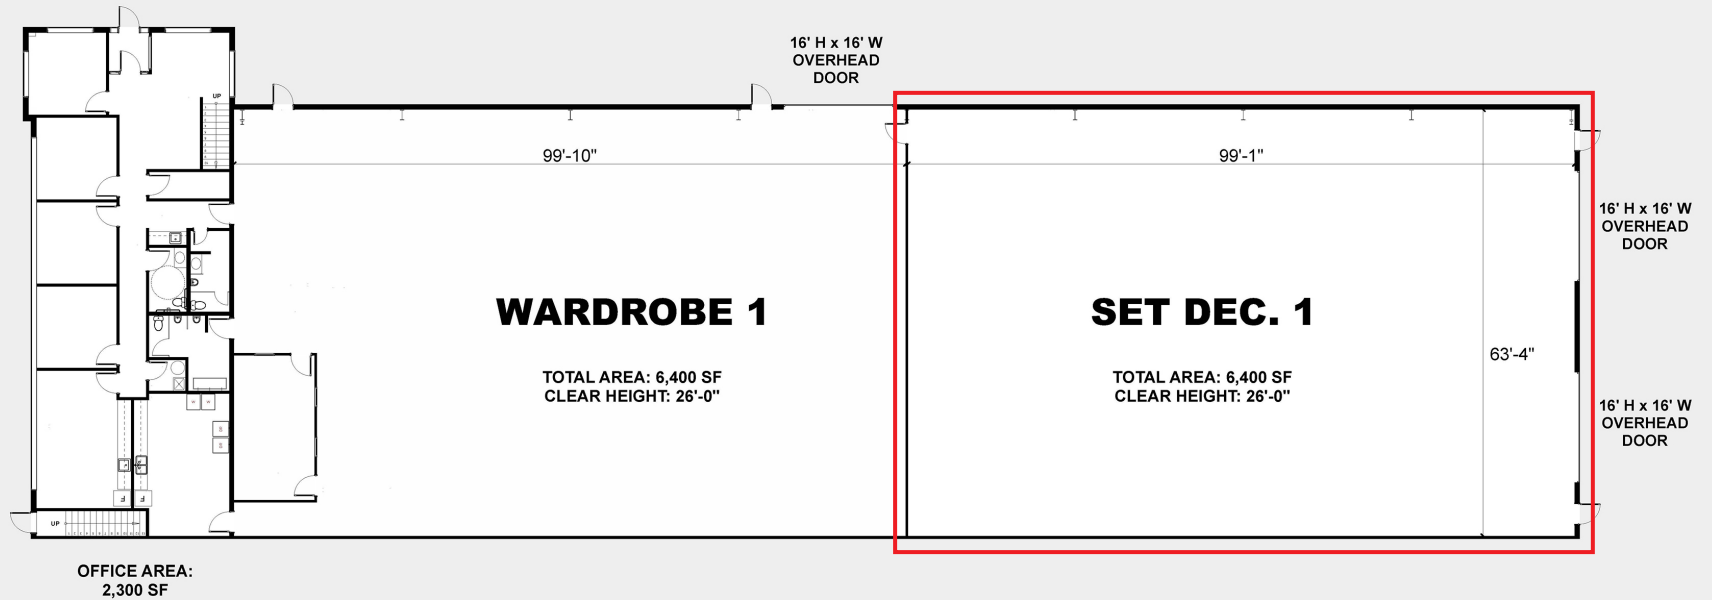 16' H x 16' W
OVERHEAD
DOOR
UP
99'-10"
99'-1"
16' H x 16' W
OVERHEAD
DOOR
WARDROBE 1
SET DEC. 1
63'-4"
TOTAL AREA: 6,400 SF
CLEAR HEIGHT: 26'-0"
TOTAL AREA: 6,400 SF
CLEAR HEIGHT: 26'-0"
16' H x 16' W
OVERHEAD
DOOR
UP
OFFICE AREA:
2,300 SF